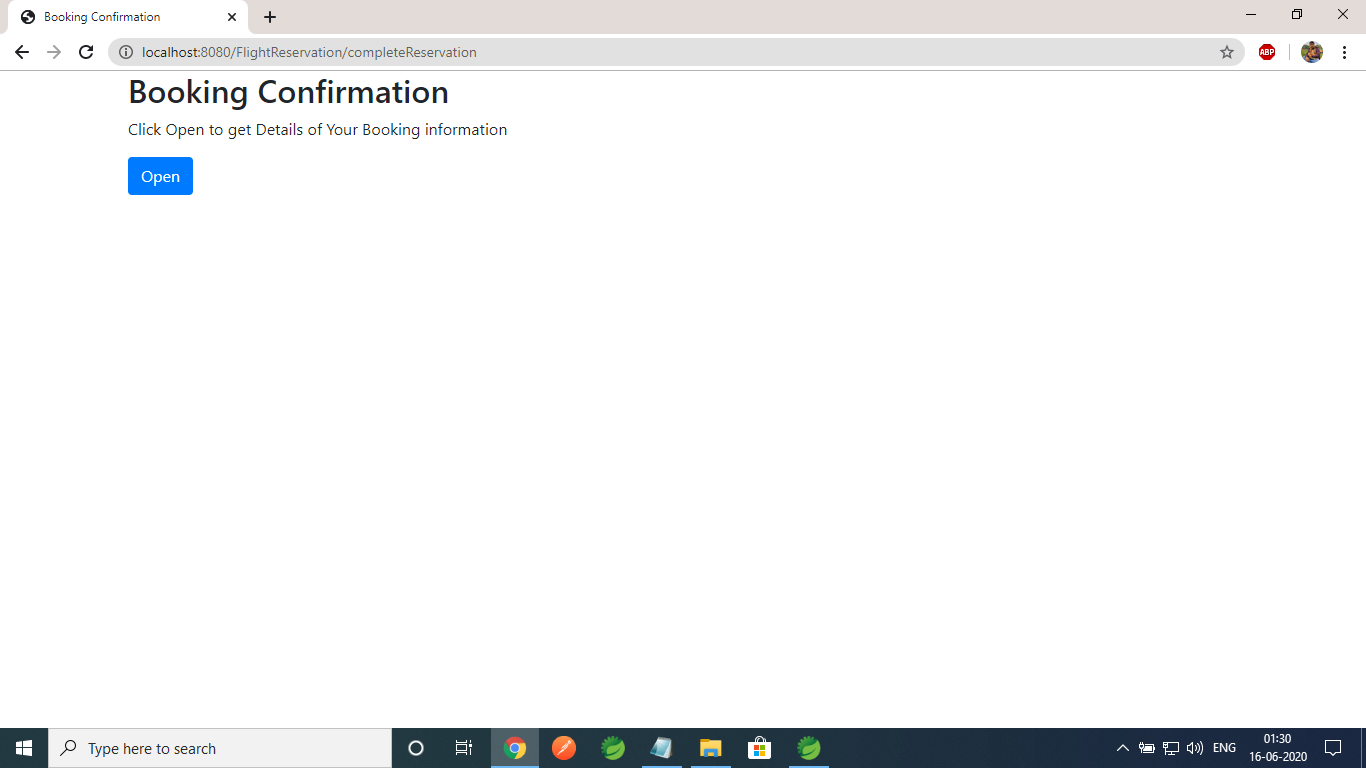 Booking Confirmation
localhost:8080/FlightReservation/completeReservation
ABP
Booking Confirmation
Click Open to get Details of Your Booking information
Open
Type here to search
ENG
01:30
16-06-2020